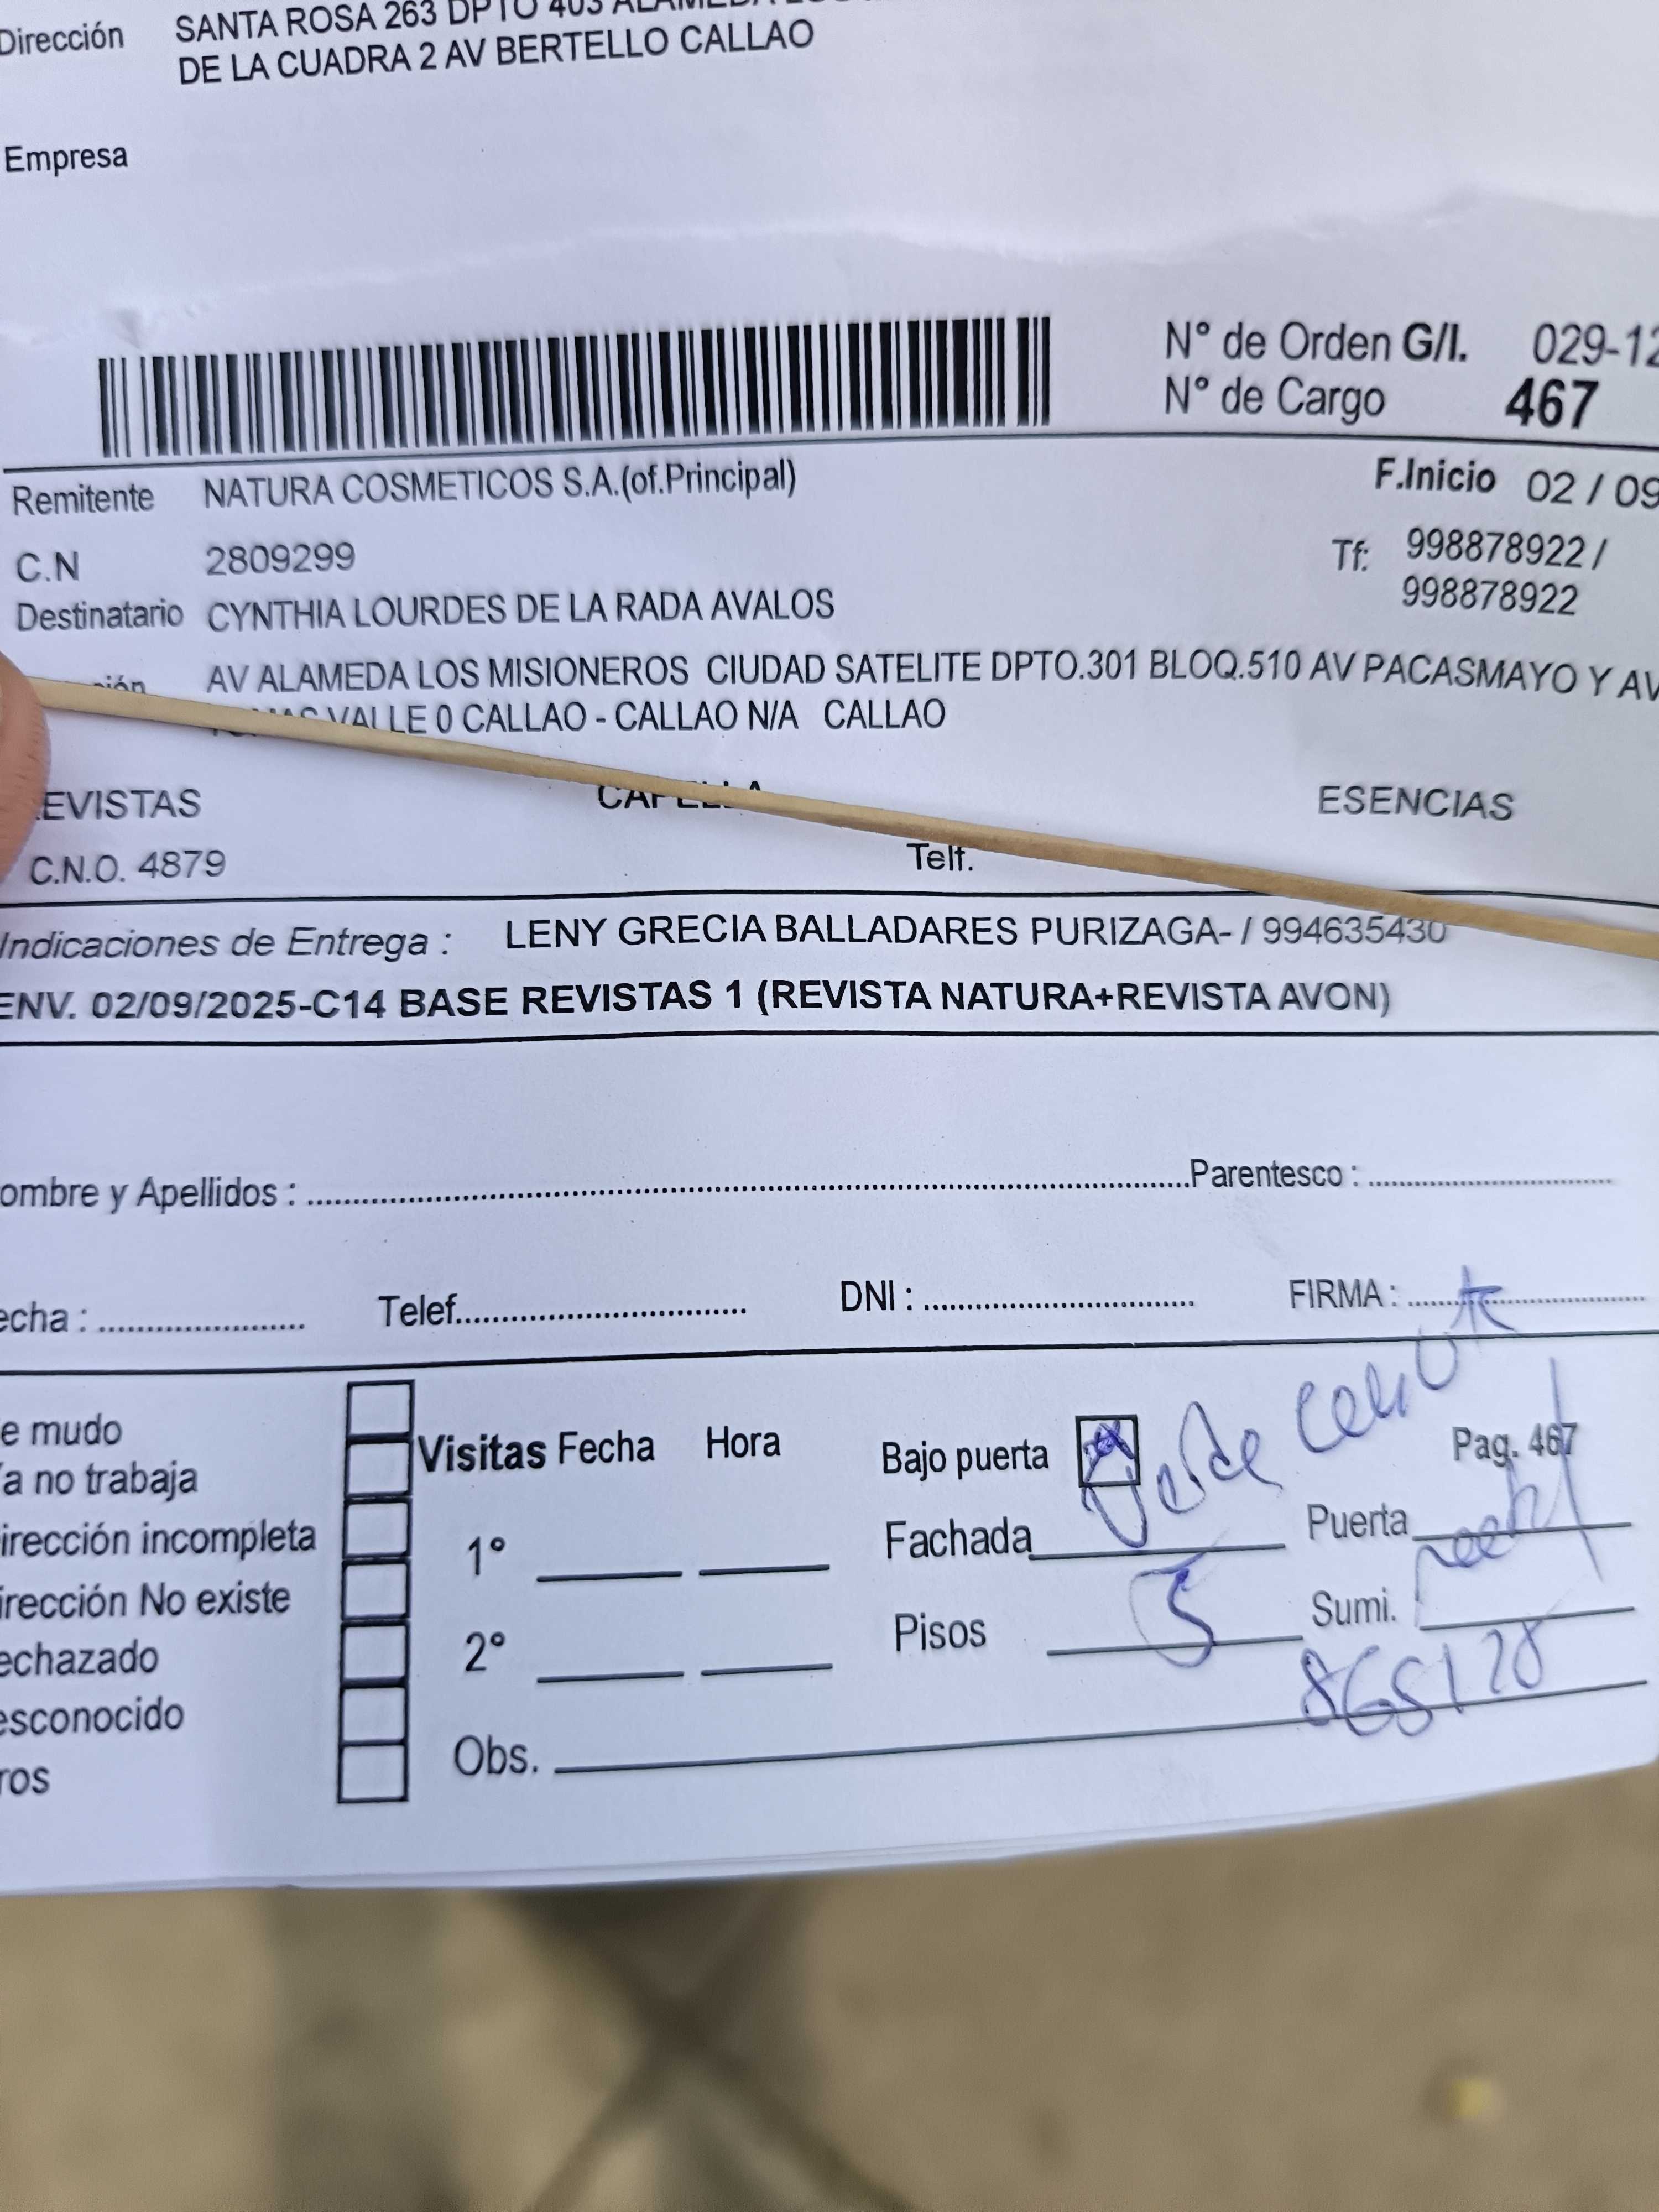 Dirección SANTA ROSA 263 DPTO 403
DE LA CUADRA 2 AV BERTELLO CALLAO
Empresa
N° de Orden G/I. 029-12
N° de Cargo 467
Remitente NATURA COSMETICOS S.A.(of.Principal) F.Inicio 02 / 09
C.N 2809299 Tf: 998878922 /
998878922
Destinatario CYNTHIA LOURDES DE LA RADA AVALOS
ión AV ALAMEDA LOS MISIONEROS CIUDAD SATELITE DPTO.301 BLOQ.510 AV PACASMAYO Y AV
VALLE 0 CALLAO - CALLAO N/A CALLAO
EVISTAS CAPELLA ESENCIAS
C.N.O. 4879 Telf.
Indicaciones de Entrega : LENY GRECIA BALLADARES PURIZAGA- / 994635430
ENV. 02/09/2025-C14 BASE REVISTAS 1 (REVISTA NATURA+REVISTA AVON)
ombre y Apellidos : Parentesco :
echa : Telef. DNI : FIRMA :
e mudo
a no trabaja Visitas Fecha Hora Bajo puerta Pag. 467
irección incompleta 1° Fachada Verde Puerta
irección No existe
echazado 2° Pisos 5 Sumi.
865128
esconocido
ros Obs.